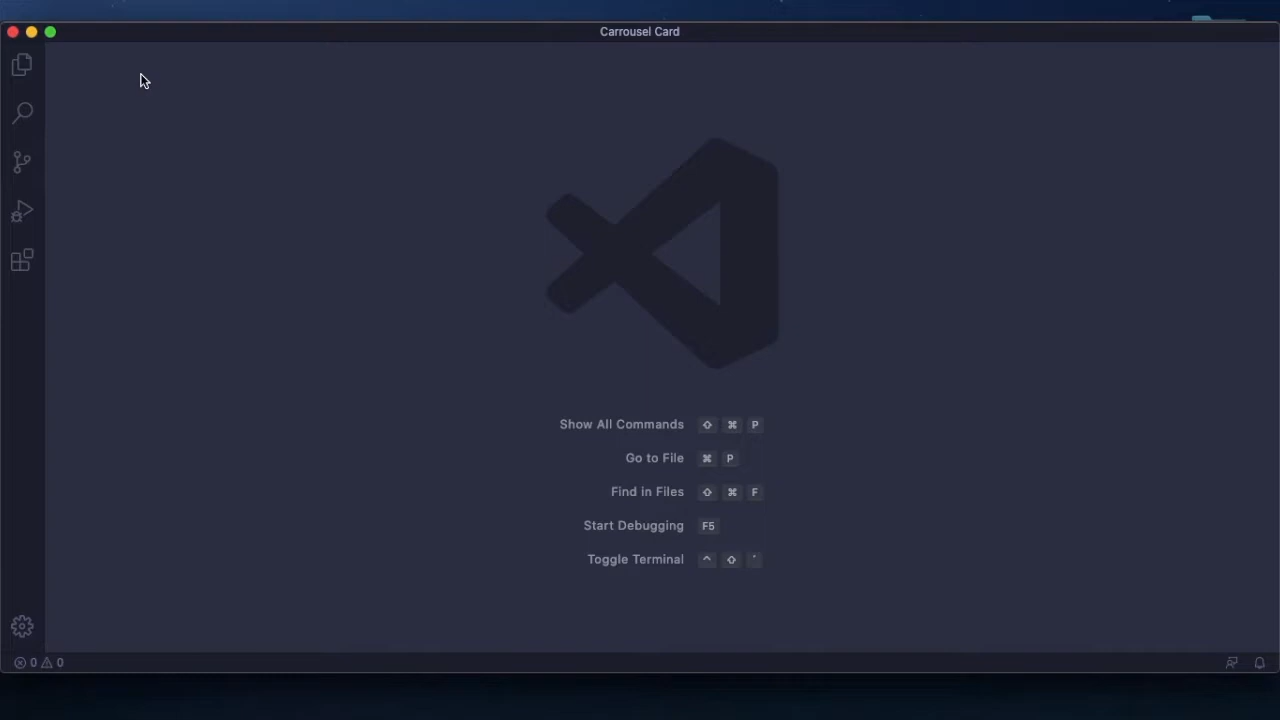 Carrousel Card
Show All Commands ⇧ ⌘ P
Go to File ⌘ P
Find in Files ⇧ ⌘ F
Start Debugging F5
Toggle Terminal ^ ⇧ `
0 0